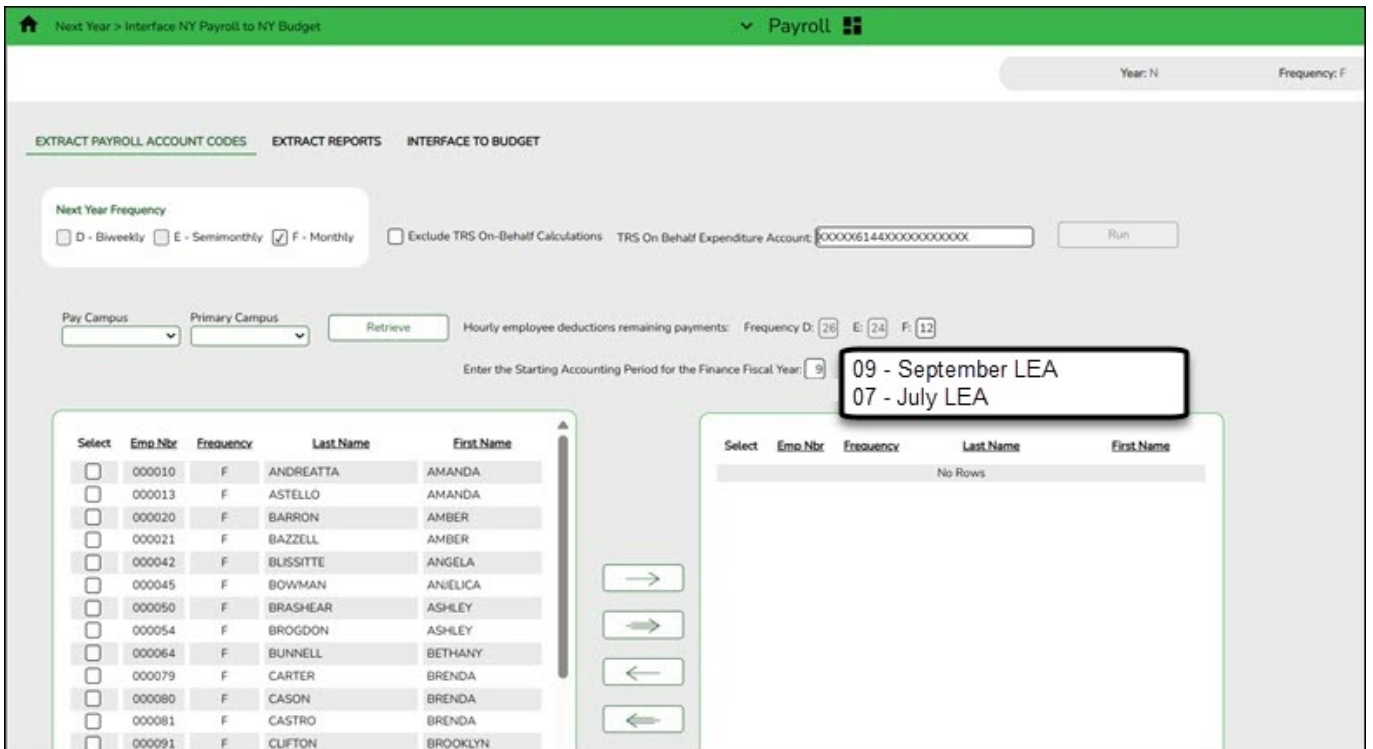 Next Year > Interface NY Payroll to NY Budget
Payroll
Year: N Frequency: F
EXTRACT PAYROLL ACCOUNT CODES EXTRACT REPORTS INTERFACE TO BUDGET
Next Year Frequency
D - Biweekly E - Semimonthly F - Monthly Exclude TRS On-Behalf Calculations TRS On Behalf Expenditure Account: XXXXXX6144XXXXXXXXXXXX Run
Pay Campus Primary Campus
Retrieve Hourly employee deductions remaining payments: Frequency D: 26 E: 24 F: 12
Enter the Starting Accounting Period for the Finance Fiscal Year: 9
09 - September LEA
07 - July LEA
Select Emp Nbr Frequency Last Name First Name
000010 F ANDREATTA AMANDA
000013 F ASTELLO AMANDA
000020 F BARRON AMBER
000021 F BAZZELL AMBER
000042 F BLISSITTE ANGELA
000045 F BOWMAN ANJELICA
000050 F BRASHEAR ASHLEY
000054 F BROGDON ASHLEY
000064 F BUNNELL BETHANY
000079 F CARTER BRENDA
000080 F CASON BRENDA
000081 F CASTRO BRENDA
000091 F CLIFTON BROOKLYN
Select Emp Nbr Frequency Last Name First Name
No Rows